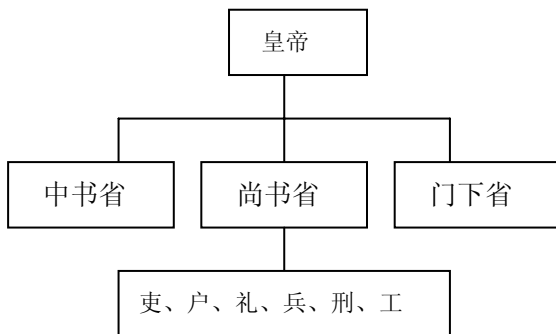 皇帝
中书省
尚书省
门下省
吏、户、礼、兵、刑、工